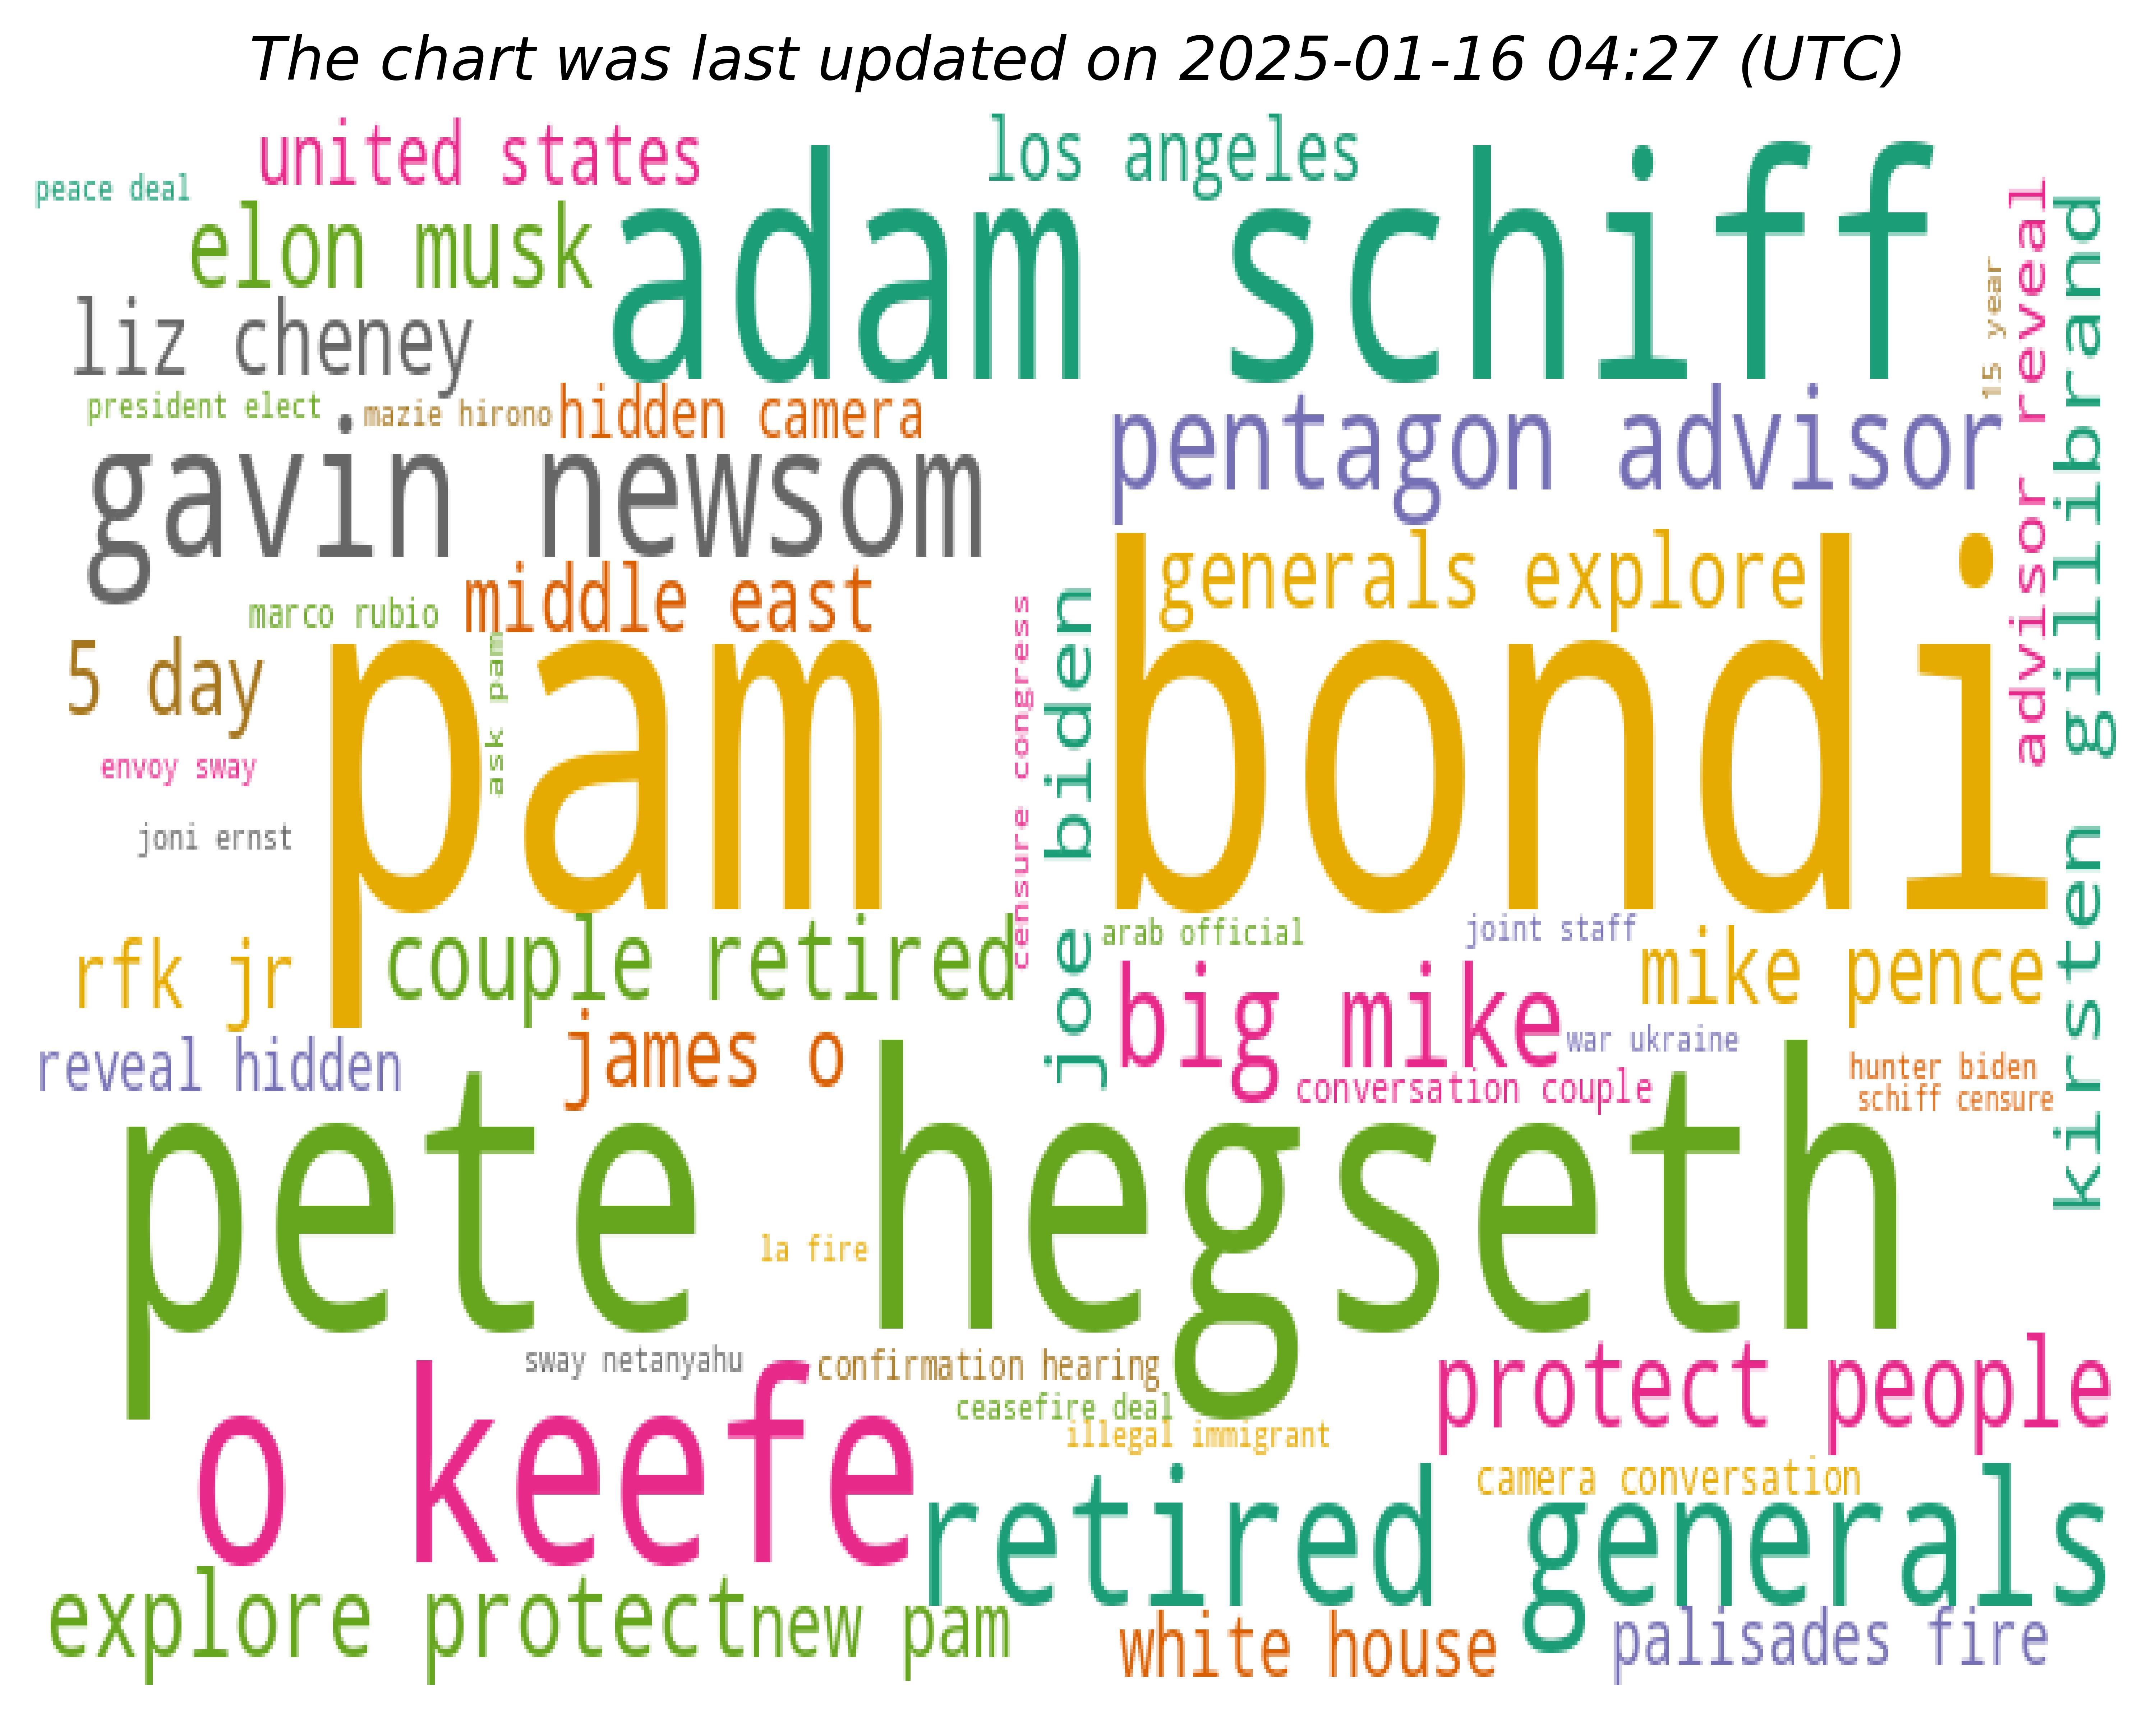 The chart was last updated on 2025-01-16 04:27 (UTC)
united states
los angeles
peace deal
elon musk
adam schiff
advisor reveal
kirsten gillibrand
15 year
liz cheney
president elect
mazie hirono
hidden camera
pentagon advisor
gavin newsom
generals explore
middle east
marco rubio
5 day
pam bondi
ask pam
censure congress
joe biden
envoy sway
joni ernst
couple retired
arab official
joint staff
rfk jr
big mike
mike pence
reveal hidden
james o
war ukraine
conversation couple
hunter biden
schiff censure
pete hegseth
la fire
sway netanyahu
confirmation hearing
protect people
o keefe
ceasefire deal
illegal immigrant
camera conversation
retired generals
explore protect
new pam
white house
palisades fire